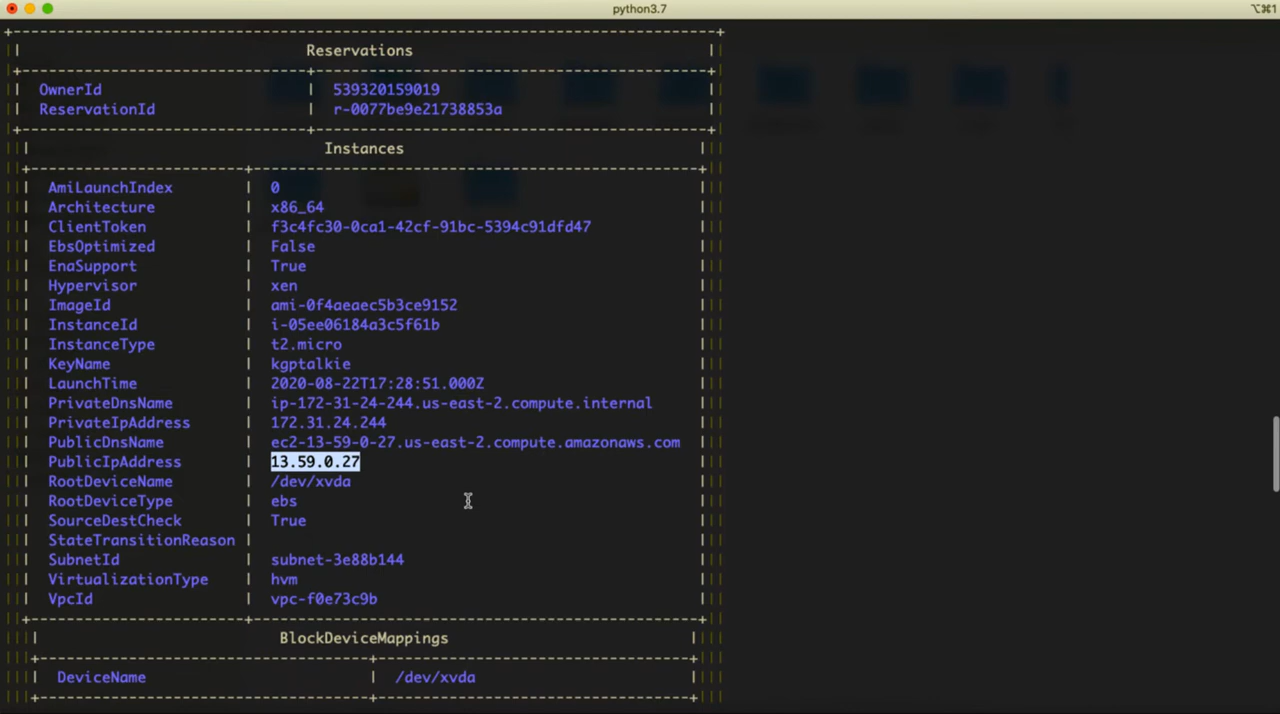 python3.7
⌥⌘1
Reservations
OwnerId | 539320159019
ReservationId | r-0077be9e21738853a
Instances
AmiLaunchIndex | 0
Architecture | x86_64
ClientToken | f3c4fc30-0ca1-42cf-91bc-5394c91dfd47
EbsOptimized | False
EnaSupport | True
Hypervisor | xen
ImageId | ami-0f4aeaec5b3ce9152
InstanceId | i-05ee06184a3c5f61b
InstanceType | t2.micro
KeyName | kgptalkie
LaunchTime | 2020-08-22T17:28:51.000Z
PrivateDnsName | ip-172-31-24-244.us-east-2.compute.internal
PrivateIpAddress | 172.31.24.244
PublicDnsName | ec2-13-59-0-27.us-east-2.compute.amazonaws.com
PublicIpAddress | 13.59.0.27
RootDeviceName | /dev/xvda
RootDeviceType | ebs
SourceDestCheck | True
StateTransitionReason |
SubnetId | subnet-3e88b144
VirtualizationType | hvm
VpcId | vpc-f0e73c9b
BlockDeviceMappings
DeviceName | /dev/xvda